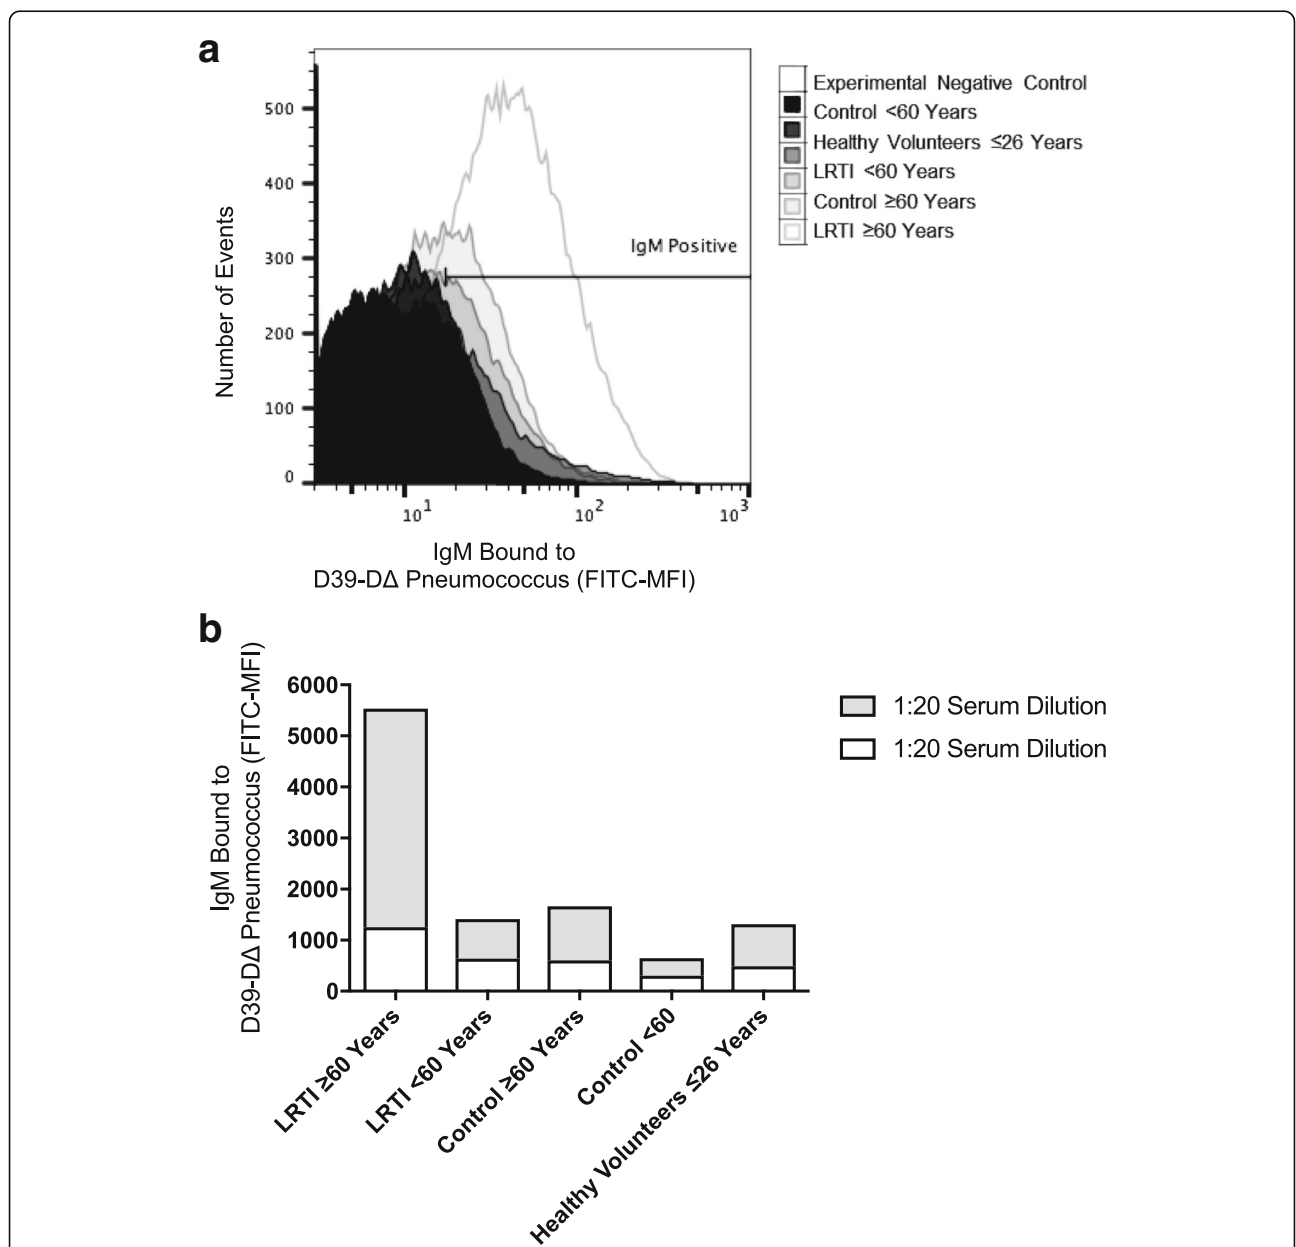 a
Experimental Negative Control
Control <60 Years
Healthy Volunteers ≤26 Years
LRTI <60 Years
Control ≥60 Years
LRTI ≥60 Years
IgM Positive
Number of Events
500
400
300
200
100
0
10¹
10²
10³
IgM Bound to
D39-DΔ Pneumococcus (FITC-MFI)
b
IgM Bound to
D39-DΔ Pneumococcus (FITC-MFI)
6000
5000
4000
3000
2000
1000
0
1:20 Serum Dilution
1:20 Serum Dilution
LRTI ≥60 Years
LRTI <60 Years
Control ≥60 Years
Control <60
Healthy Volunteers ≤26 Years